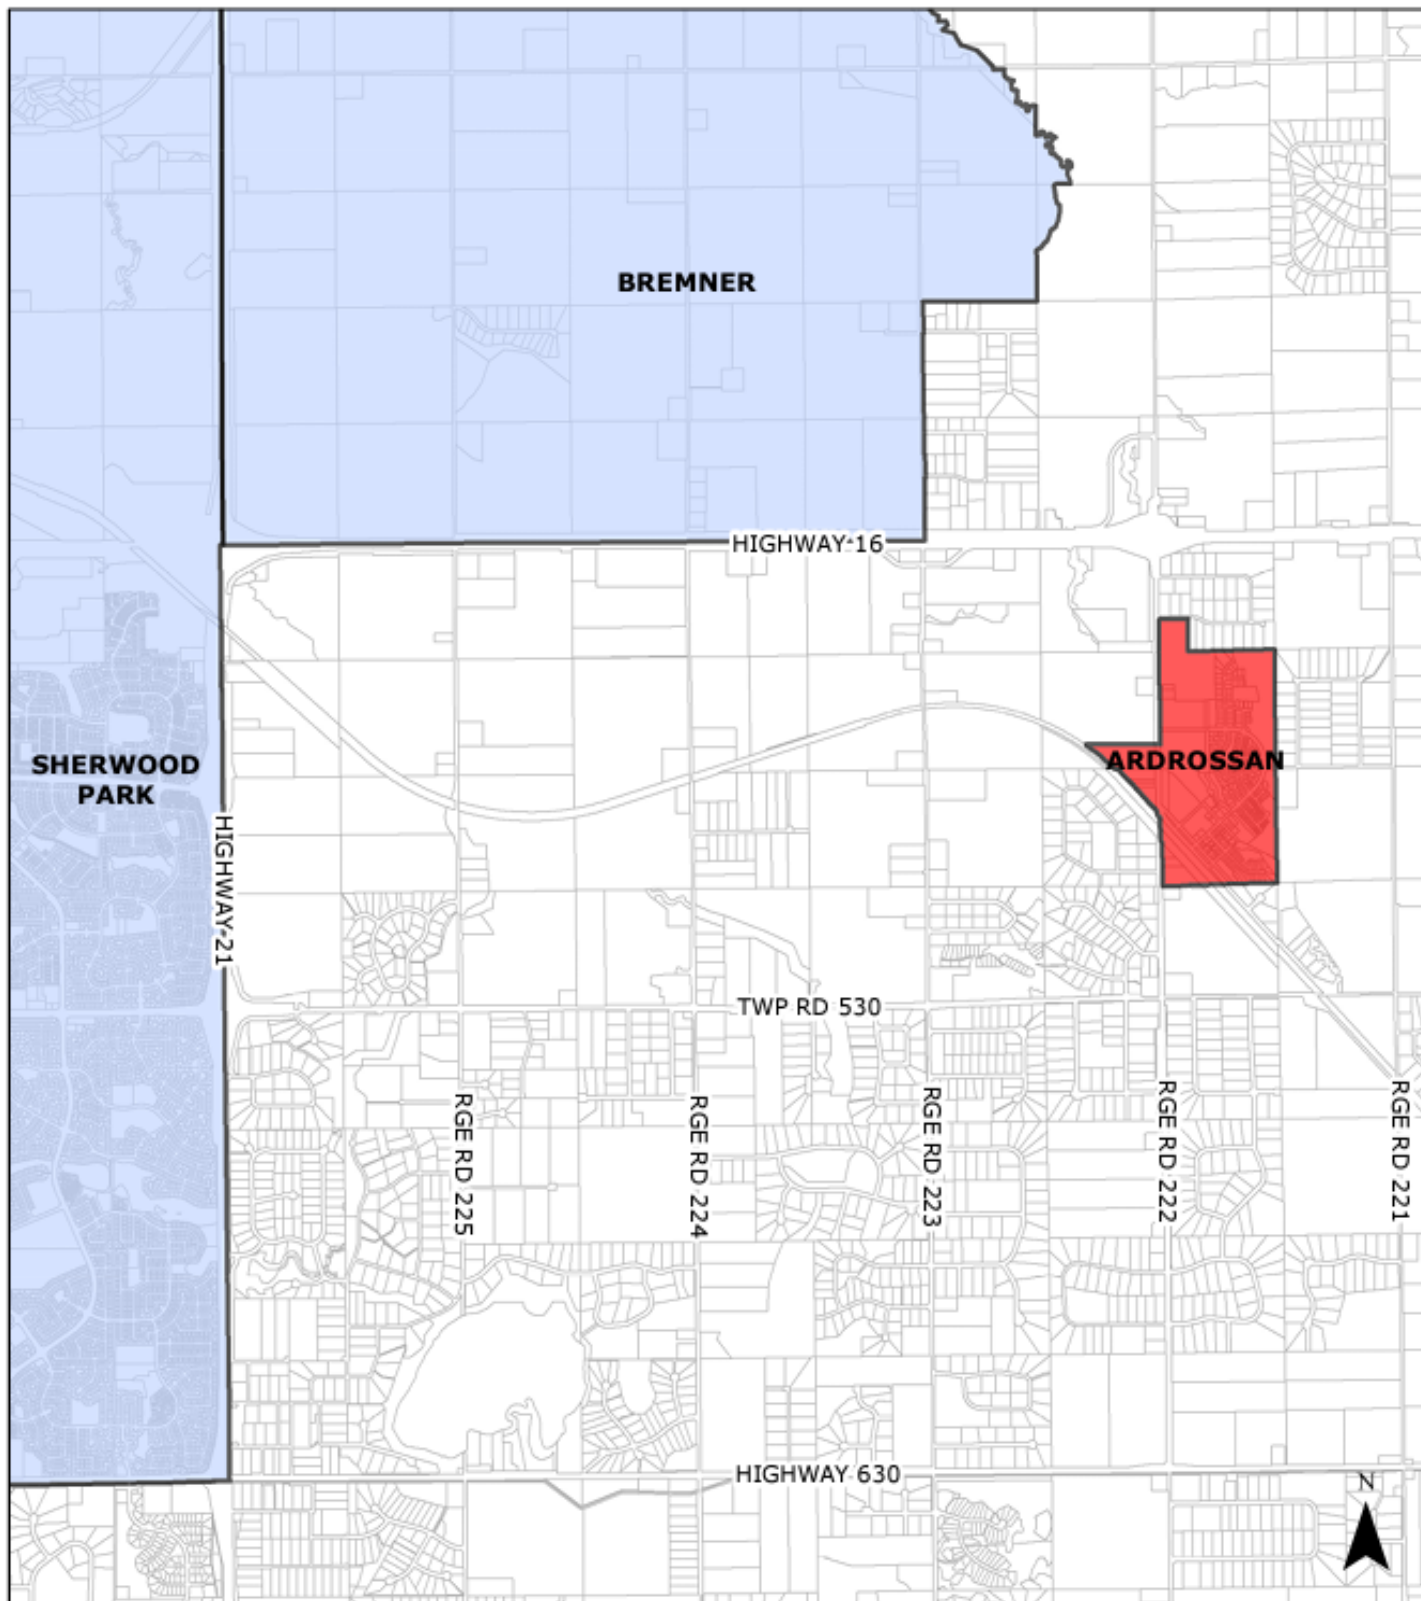 BREMNER
HIGHWAY 16
SHERWOOD
PARK
ARDROSSAN
HIGHWAY 21
TWP RD 530
RGE RD 225
RGE RD 224
RGE RD 223
RGE RD 222
RGE RD 221
HIGHWAY 630
N